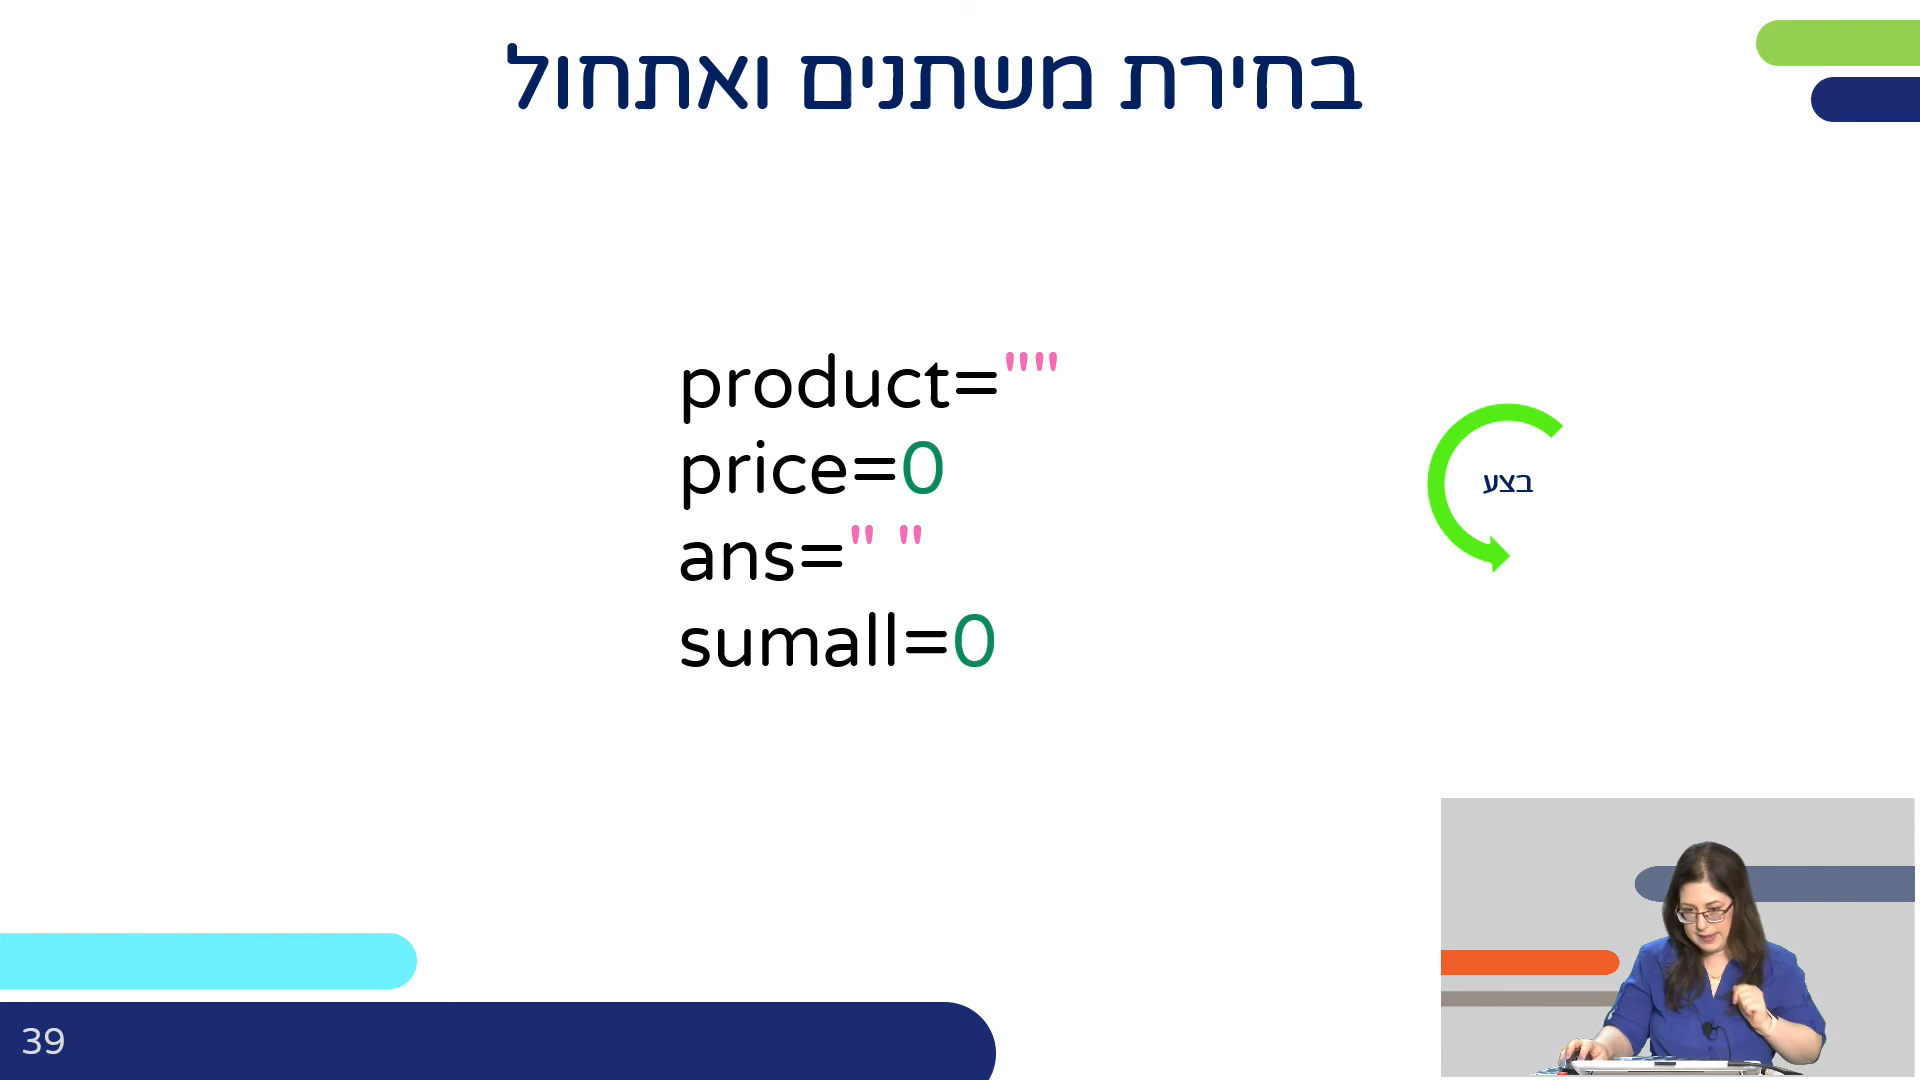 בחירת משתנים ואתחול
product=""
price=0
ans=" "
sumall=0
בצע
39